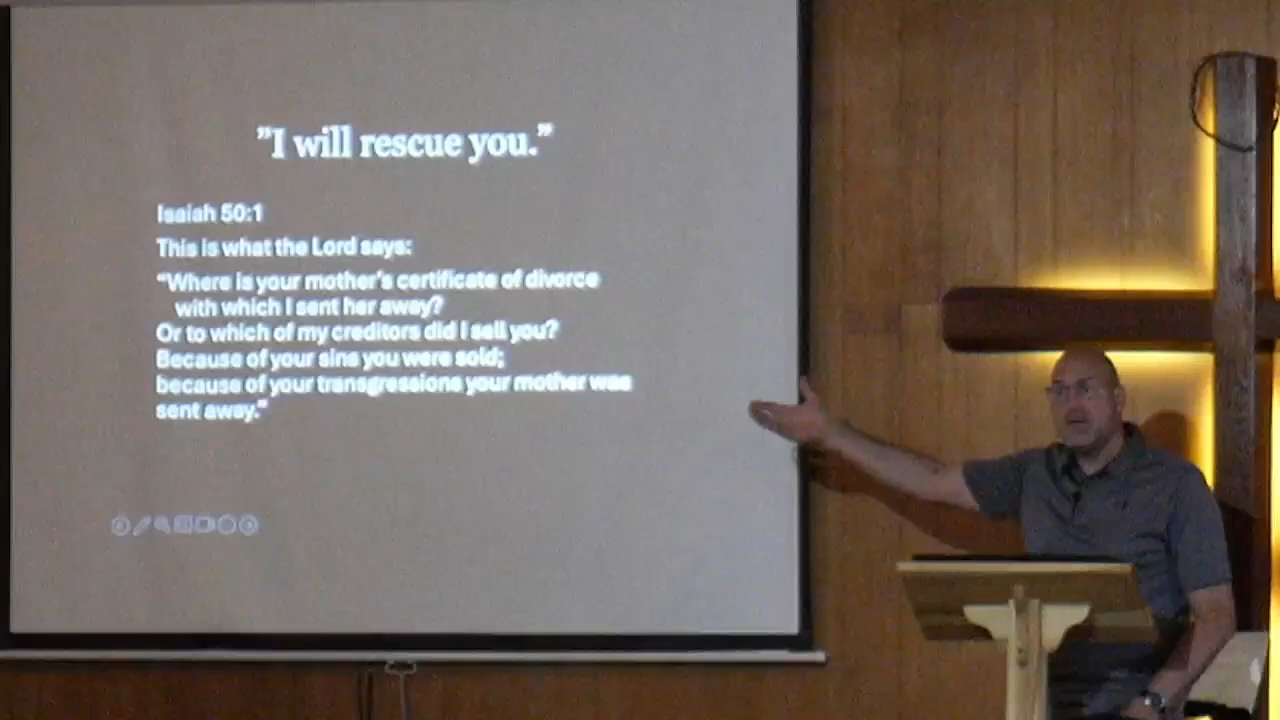 ”I will rescue you.”
Isaiah 50:1
This is what the Lord says:
“Where is your mother’s certificate of divorce
with which I sent her away?
Or to which of my creditors did I sell you?
Because of your sins you were sold;
because of your transgressions your mother was
sent away.”